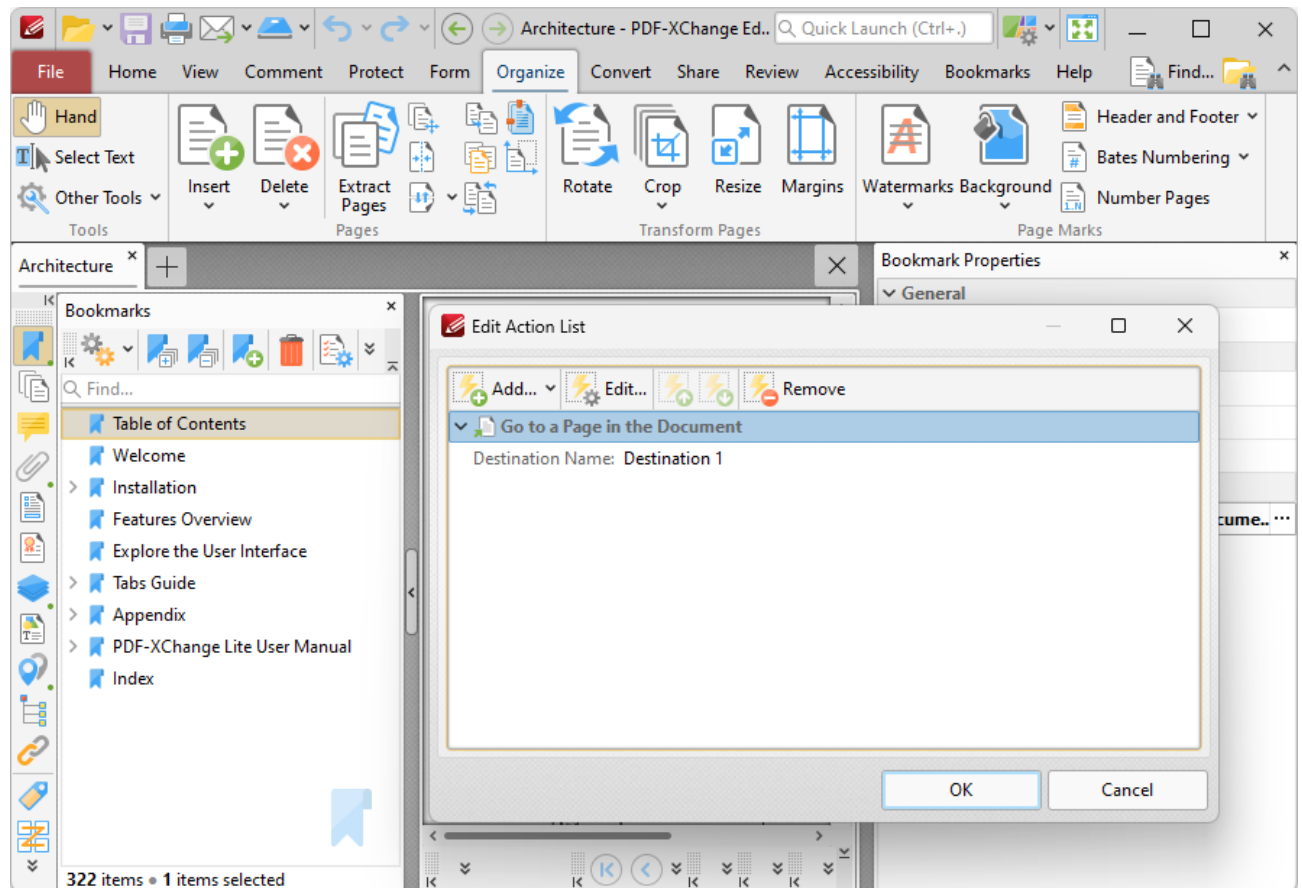 Architecture - PDF-XChange Ed..
Quick Launch (Ctrl+.)
File Home View Comment Protect Form Organize Convert Share Review Accessibility Bookmarks Help Find...
Hand
Select Text
Other Tools
Tools
Insert
Delete
Extract Pages
Pages
Rotate
Crop
Resize
Margins
Transform Pages
Watermarks
Background
Header and Footer
Bates Numbering
Number Pages
Page Marks
Architecture
Bookmarks
Find...
Table of Contents
Welcome
Installation
Features Overview
Explore the User Interface
Tabs Guide
Appendix
PDF-XChange Lite User Manual
Index
322 items • 1 items selected
Bookmark Properties
General
cume..
Edit Action List
Add... Edit... Remove
Go to a Page in the Document
Destination Name: Destination 1
OK Cancel